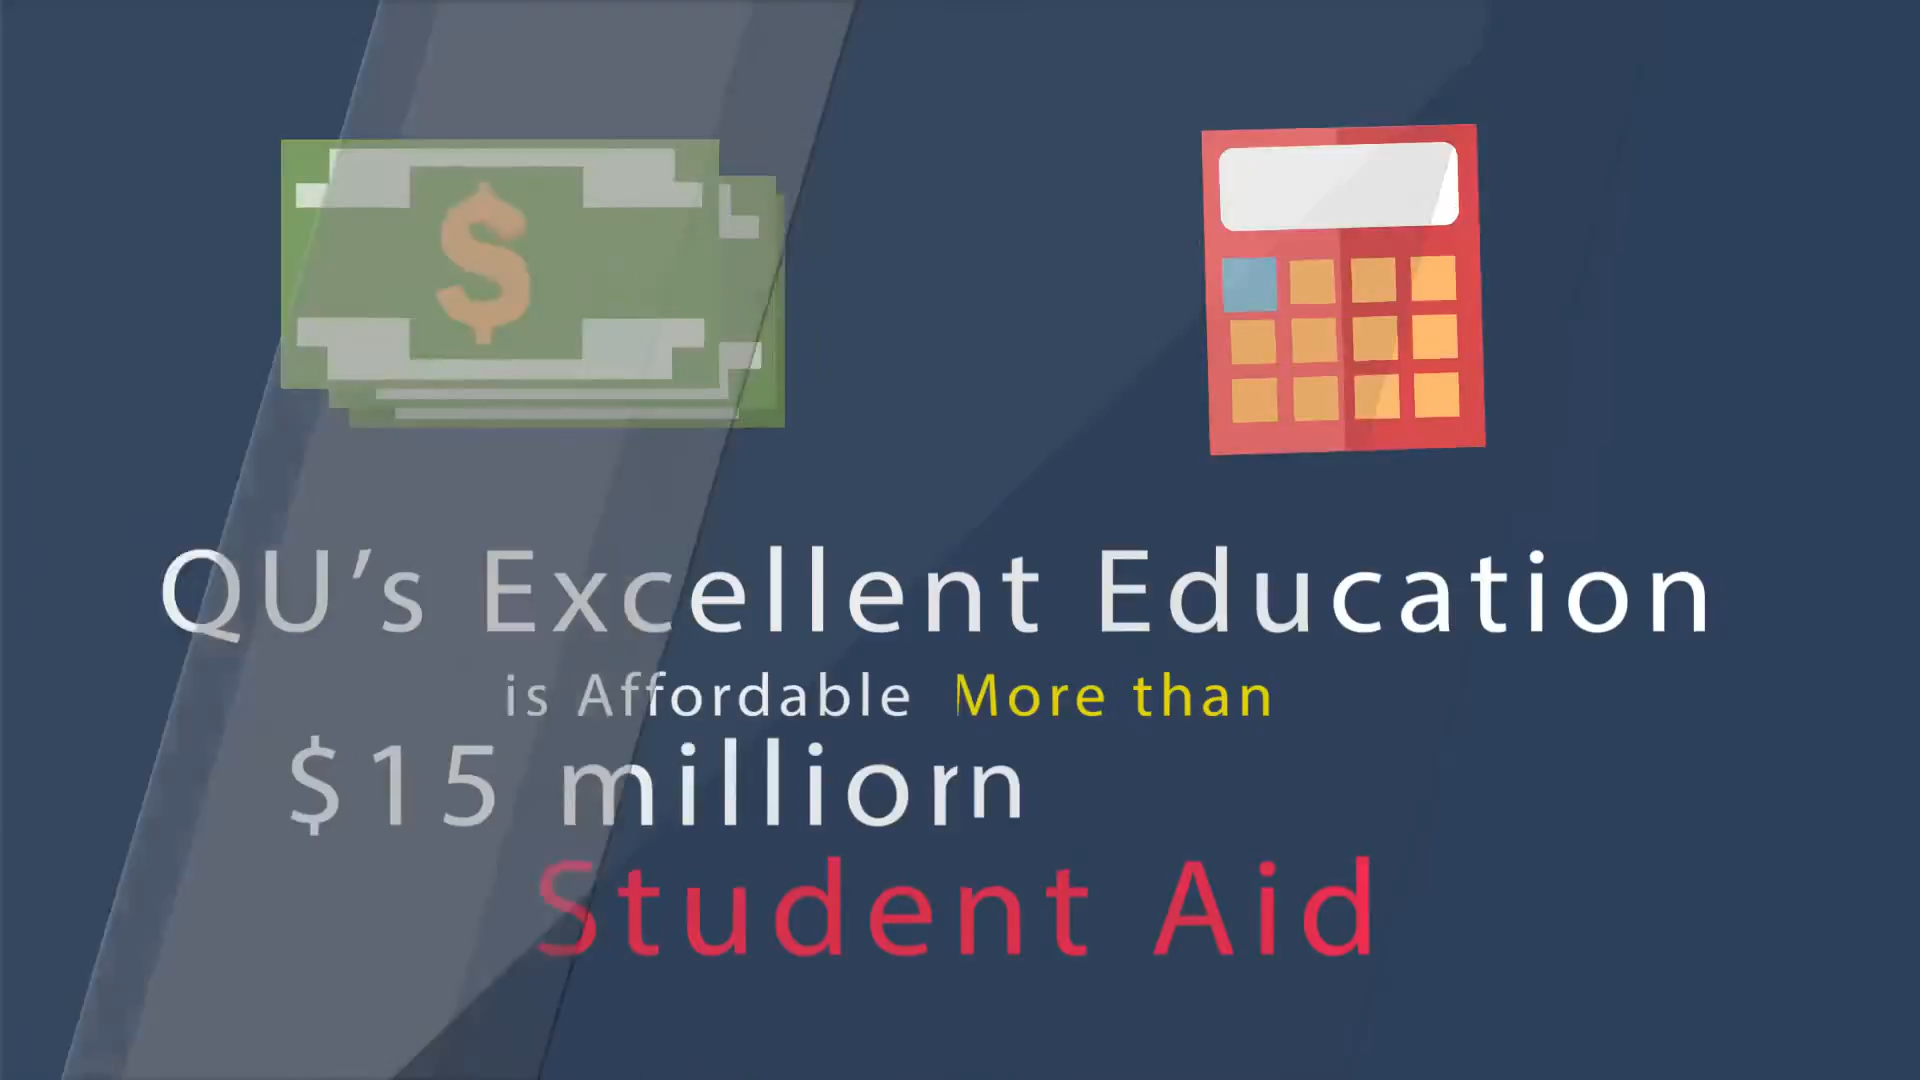 QU's Excellent Education
is Affordable More than
$15 milliorn
Student Aid